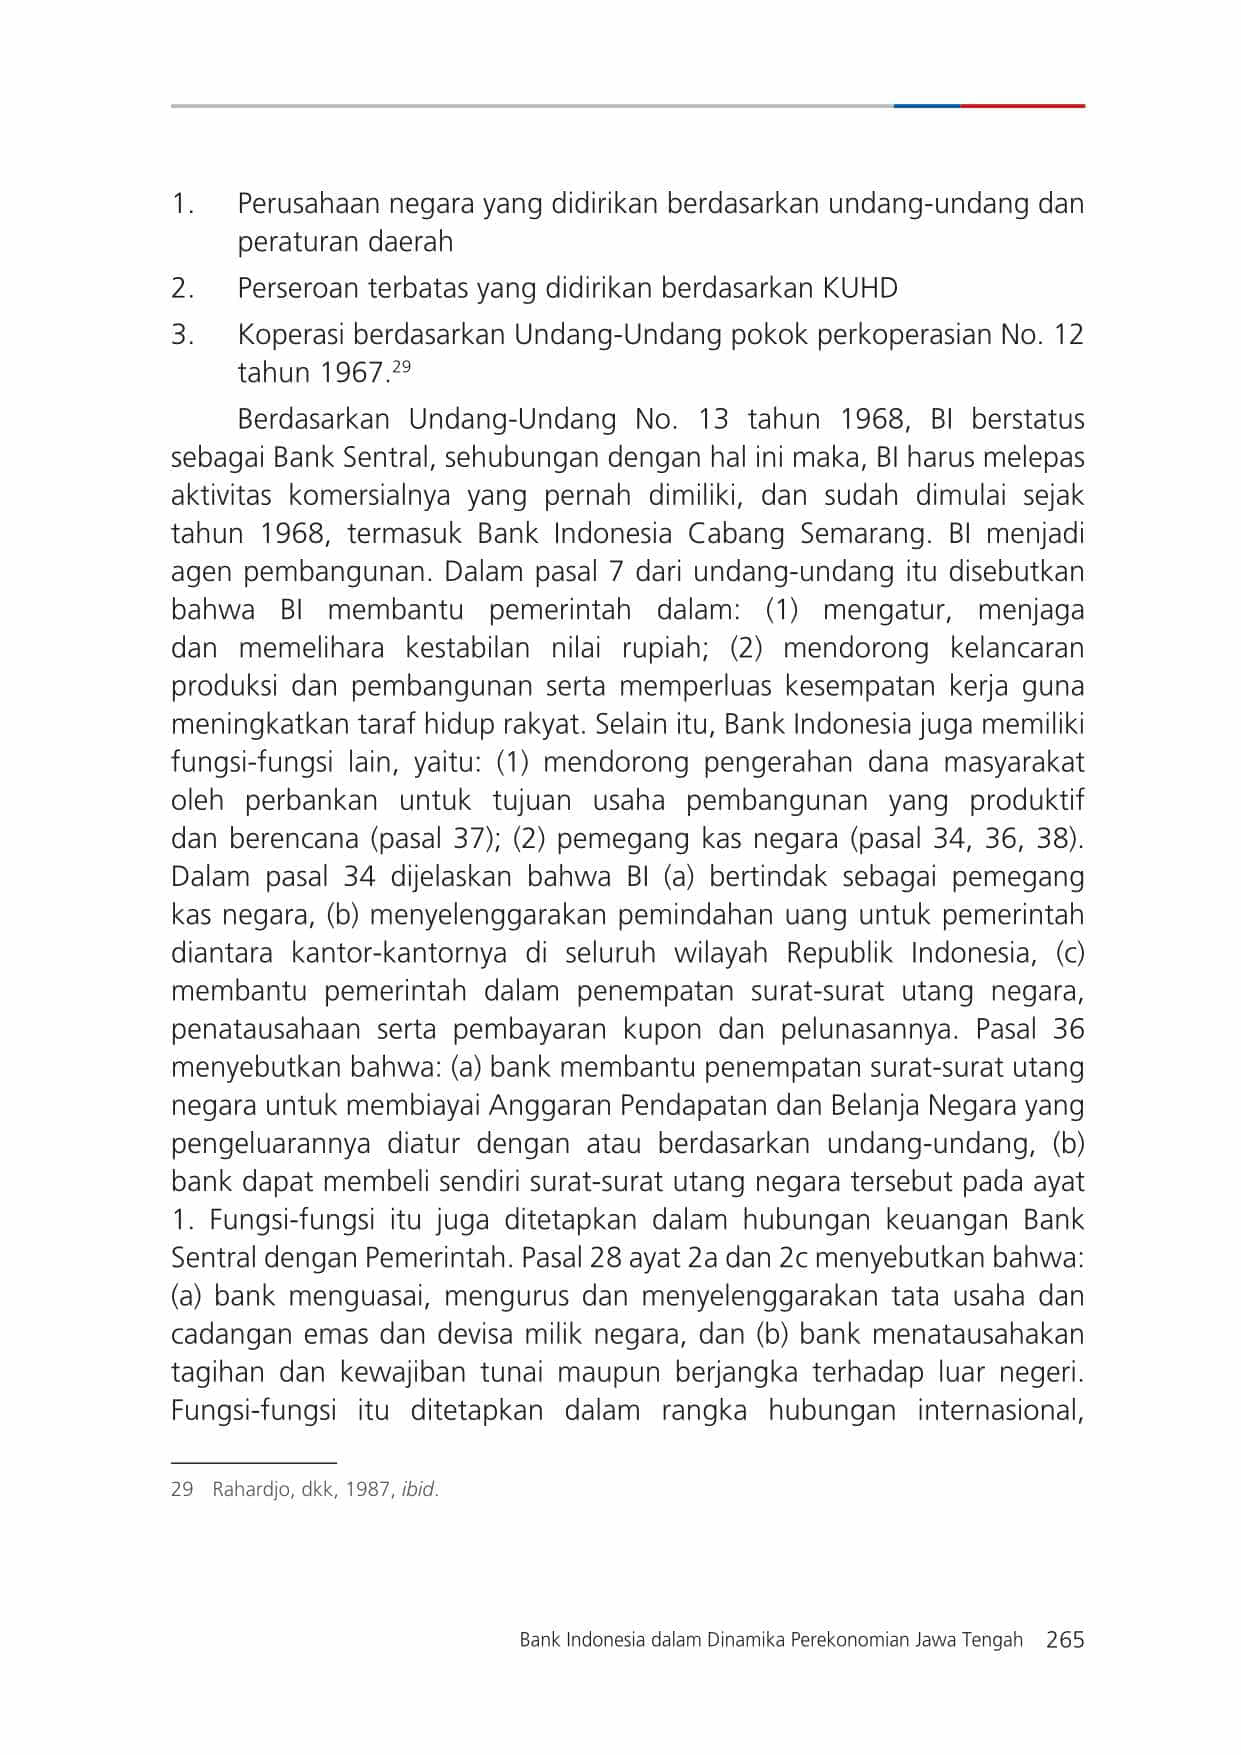 1. Perusahaan negara yang didirikan berdasarkan undang-undang dan
peraturan daerah
2. Perseroan terbatas yang didirikan berdasarkan KUHD
3. Koperasi berdasarkan Undang-Undang pokok perkoperasian No. 12
tahun 1967.29
Berdasarkan Undang-Undang No. 13 tahun 1968, BI berstatus
sebagai Bank Sentral, sehubungan dengan hal ini maka, BI harus melepas
aktivitas komersialnya yang pernah dimiliki, dan sudah dimulai sejak
tahun 1968, termasuk Bank Indonesia Cabang Semarang. BI menjadi
agen pembangunan. Dalam pasal 7 dari undang-undang itu disebutkan
bahwa BI membantu pemerintah dalam: (1) mengatur, menjaga
dan memelihara kestabilan nilai rupiah; (2) mendorong kelancaran
produksi dan pembangunan serta memperluas kesempatan kerja guna
meningkatkan taraf hidup rakyat. Selain itu, Bank Indonesia juga memiliki
fungsi-fungsi lain, yaitu: (1) mendorong pengerahan dana masyarakat
oleh perbankan untuk tujuan usaha pembangunan yang produktif
dan berencana (pasal 37); (2) pemegang kas negara (pasal 34, 36, 38).
Dalam pasal 34 dijelaskan bahwa BI (a) bertindak sebagai pemegang
kas negara, (b) menyelenggarakan pemindahan uang untuk pemerintah
diantara kantor-kantornya di seluruh wilayah Republik Indonesia, (c)
membantu pemerintah dalam penempatan surat-surat utang negara,
penatausahaan serta pembayaran kupon dan pelunasannya. Pasal 36
menyebutkan bahwa: (a) bank membantu penempatan surat-surat utang
negara untuk membiayai Anggaran Pendapatan dan Belanja Negara yang
pengeluarannya diatur dengan atau berdasarkan undang-undang, (b)
bank dapat membeli sendiri surat-surat utang negara tersebut pada ayat
1. Fungsi-fungsi itu juga ditetapkan dalam hubungan keuangan Bank
Sentral dengan Pemerintah. Pasal 28 ayat 2a dan 2c menyebutkan bahwa:
(a) bank menguasai, mengurus dan menyelenggarakan tata usaha dan
cadangan emas dan devisa milik negara, dan (b) bank menatausahakan
tagihan dan kewajiban tunai maupun berjangka terhadap luar negeri.
Fungsi-fungsi itu ditetapkan dalam rangka hubungan internasional,
29 Rahardjo, dkk, 1987, ibid.
Bank Indonesia dalam Dinamika Perekonomian Jawa Tengah 265